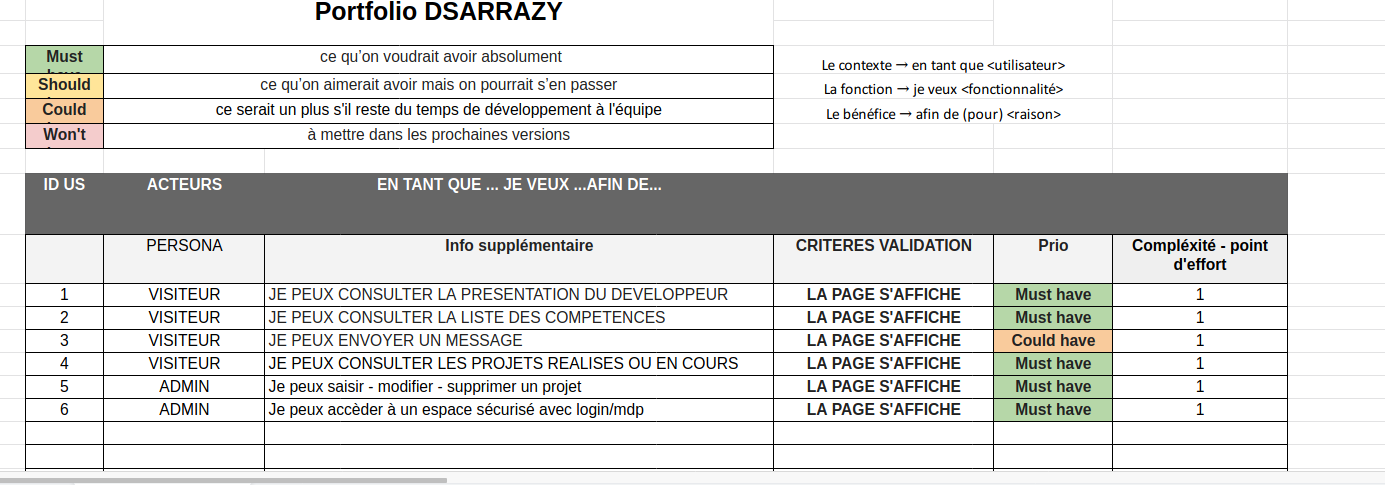 Portfolio DSARRAZY
Must
ce qu'on voudrait avoir absolument
Le contexte → en tant que <utilisateur>
Should
ce qu'on aimerait avoir mais on pourrait s'en passer
La fonction → je veux <fonctionnalité>
Could
ce serait un plus s'il reste du temps de développement à l'équipe
Le bénéfice → afin de (pour) <raison>
Won't
à mettre dans les prochaines versions
ID US ACTEURS EN TANT QUE ... JE VEUX ...AFIN DE...
PERSONA Info supplémentaire CRITERES VALIDATION Prio Compléxité - point
d'effort
1 VISITEUR JE PEUX CONSULTER LA PRESENTATION DU DEVELOPPEUR LA PAGE S'AFFICHE Must have 1
2 VISITEUR JE PEUX CONSULTER LA LISTE DES COMPETENCES LA PAGE S'AFFICHE Must have 1
3 VISITEUR JE PEUX ENVOYER UN MESSAGE LA PAGE S'AFFICHE Could have 1
4 VISITEUR JE PEUX CONSULTER LES PROJETS REALISES OU EN COURS LA PAGE S'AFFICHE Must have 1
5 ADMIN Je peux saisir - modifier - supprimer un projet LA PAGE S'AFFICHE Must have 1
6 ADMIN Je peux accèder à un espace sécurisé avec login/mdp LA PAGE S'AFFICHE Must have 1